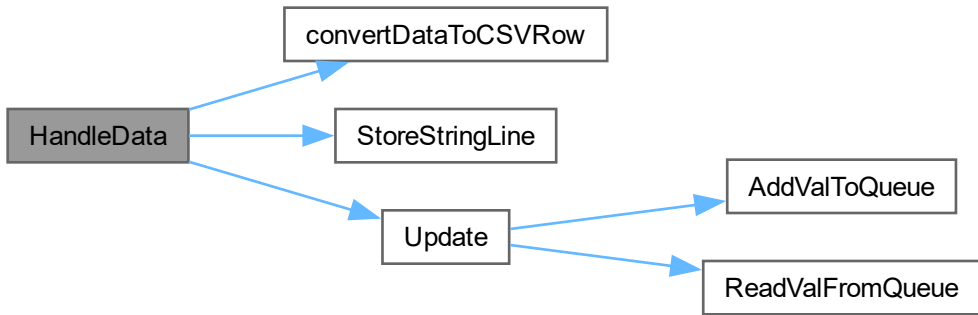 convertDataToCSVRow
HandleData
StoreStringLine
AddValToQueue
Update
ReadValFromQueue